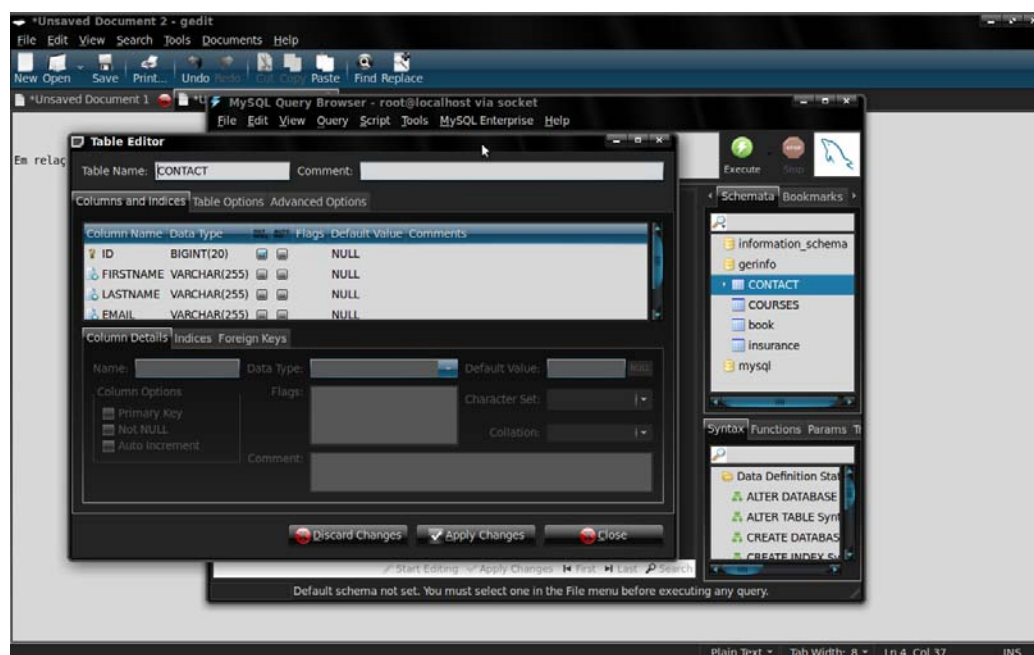 *Unsaved Document 2 - gedit
File Edit View Search Tools Documents Help
New Open Save Print... Undo Redo Cut Copy Paste Find Replace
*Unsaved Document 1 *U
MySQL Query Browser - root@localhost via socket
File Edit View Query Script Tools MySQL Enterprise Help
Em relaç
Table Editor
Table Name: CONTACT Comment:
Columns and Indices Table Options Advanced Options
Column Name Data Type Flags Default Value Comments
ID BIGINT(20) NULL
FIRSTNAME VARCHAR(255) NULL
LASTNAME VARCHAR(255) NULL
EMAIL VARCHAR(255) NULL
Column Details Indices Foreign Keys
Name: Data Type: Default Value: NULL
Column Options Flags: Character Set:
Primary Key
Not NULL Collation:
Auto Increment
Comment:
Discard Changes Apply Changes Close
Execute Stop
Schemata Bookmarks
information_schema
gerinfo
CONTACT
COURSES
book
insurance
mysql
Syntax Functions Params
Data Definition Stat
ALTER DATABASE
ALTER TABLE Synt
CREATE DATABAS
CREATE INDEX Sy
Start Editing Apply Changes First Last Search
Default schema not set. You must select one in the File menu before executing any query.
Plain Text Tab Width: 8 Ln 4, Col 37 INS